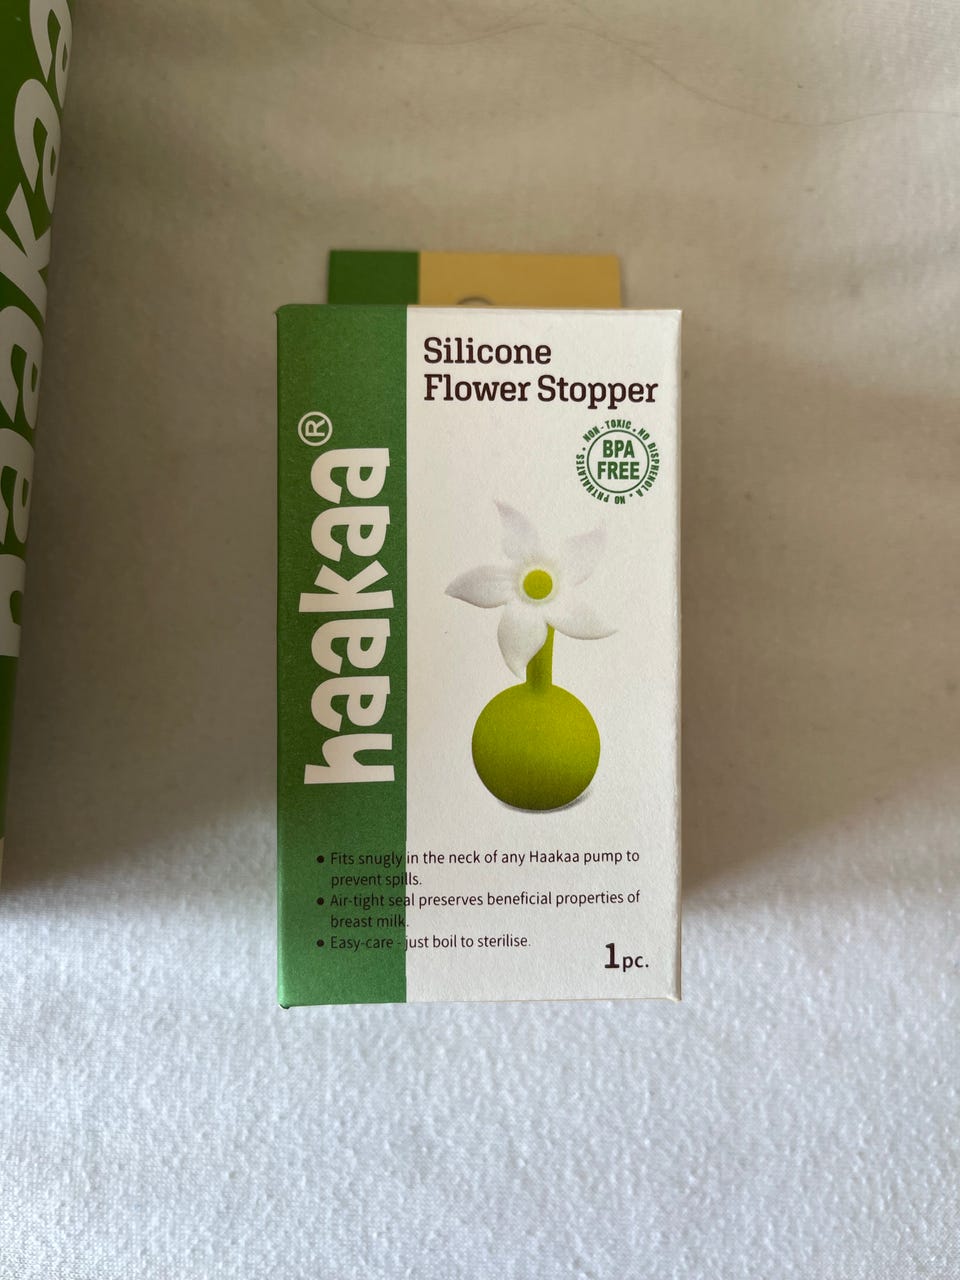 haakaa
haakaa®
Silicone
Flower Stopper
NON-TOXIC • NO BISPHENOL A • NO PHTHALATES •
BPA
FREE
• Fits snugly in the neck of any Haakaa pump to
prevent spills.
• Air-tight seal preserves beneficial properties of
breast milk.
• Easy-care - just boil to sterilise.
1pc.